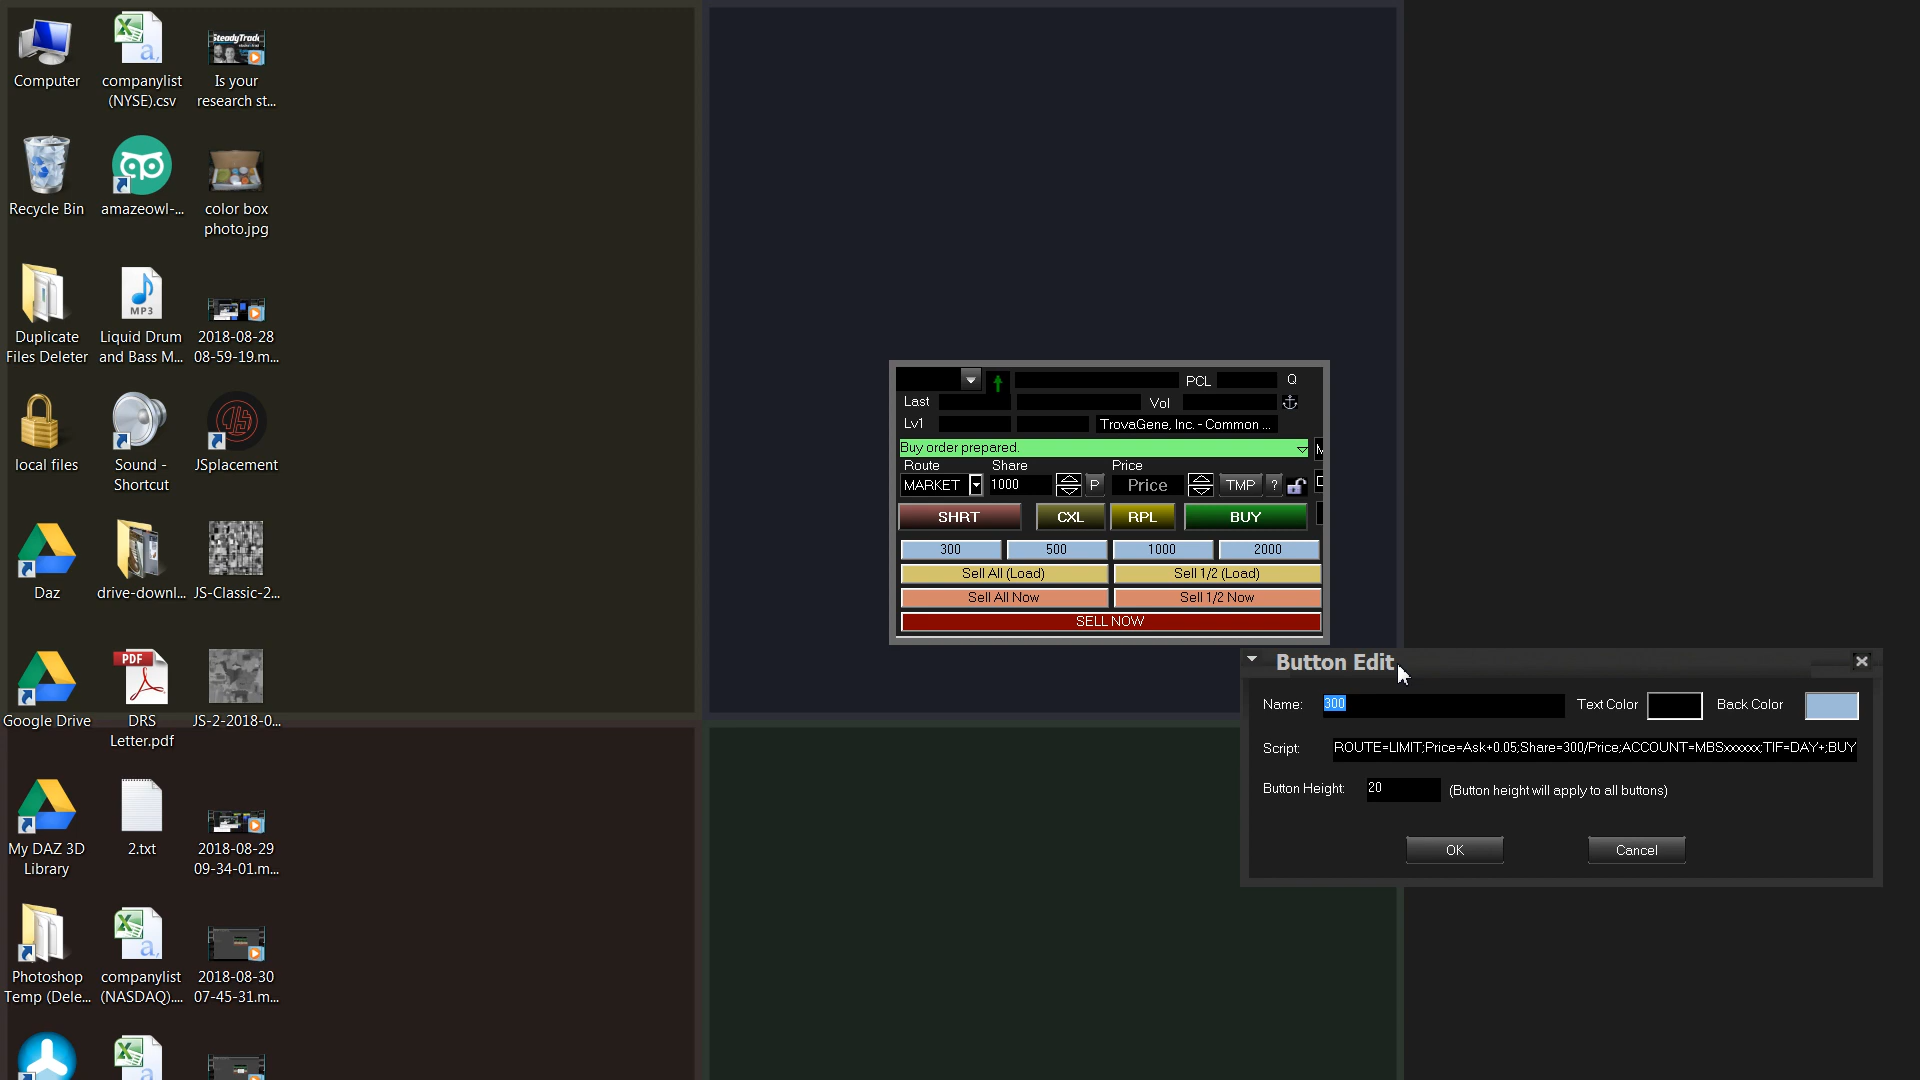 Computer
companylist
(NYSE).csv
SteadyTrade
Is your
research st...
Recycle Bin
amazeowl-...
color box
photo.jpg
Duplicate
Files Deleter
MP3
Liquid Drum
and Bass M...
2018-08-28
08-59-19.m...
local files
Sound -
Shortcut
JSplacement
Daz
drive-downl...
JS-Classic-2...
Google Drive
PDF
DRS
Letter.pdf
JS-2-2018-0...
My DAZ 3D
Library
2.txt
2018-08-29
09-34-01.m...
Photoshop
Temp (Dele...
companylist
(NASDAQ)....
2018-08-30
07-45-31.m...
PCL Q
Last Vol
Lv1 TrovaGene, Inc. - Common ...
Buy order prepared.
Route Share Price
MARKET 1000 P Price TMP ?
SHRT CXL RPL BUY
300 500 1000 2000
Sell All (Load) Sell 1/2 (Load)
Sell All Now Sell 1/2 Now
SELL NOW
Button Edit
Name: 300 Text Color Back Color
Script: ROUTE=LIMIT;Price=Ask+0.05;Share=300/Price;ACCOUNT=MBSxxxxxx;TIF=DAY+;BUY
Button Height: 20 (Button height will apply to all buttons)
OK Cancel